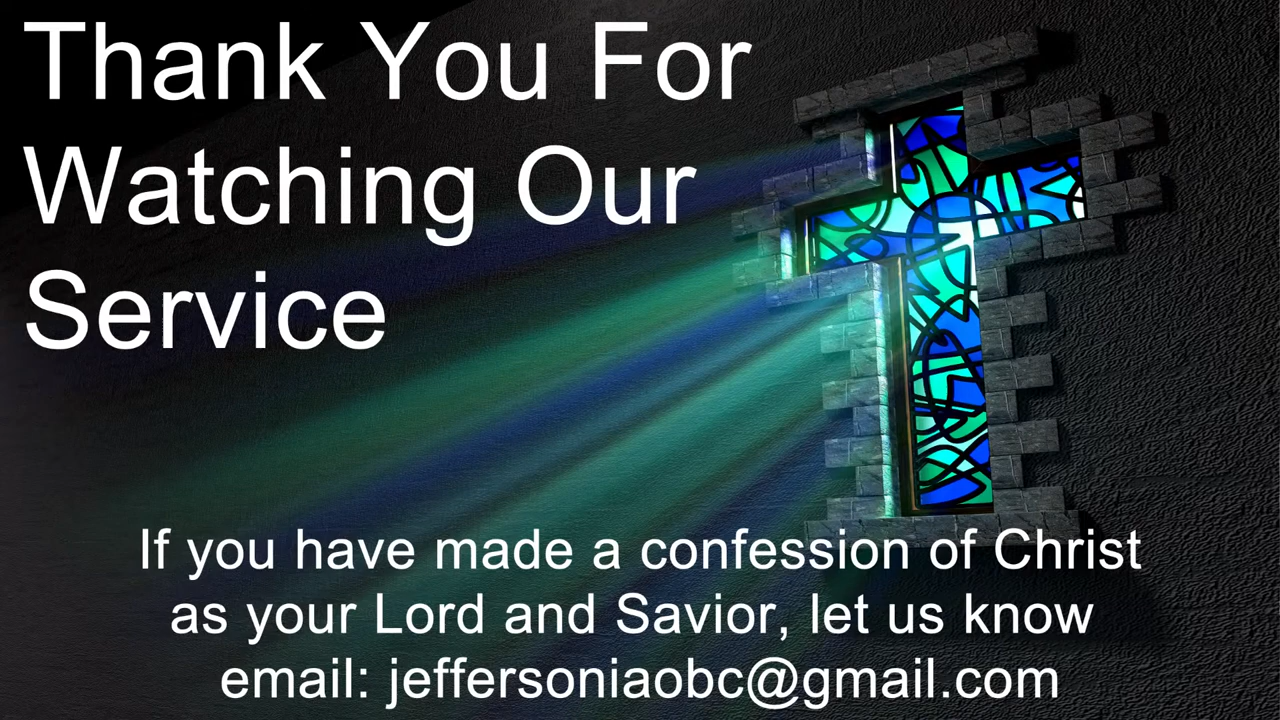 Thank You For
Watching Our
Service
If you have made a confession of Christ
as your Lord and Savior, let us know
email: jeffersoniaobc@gmail.com